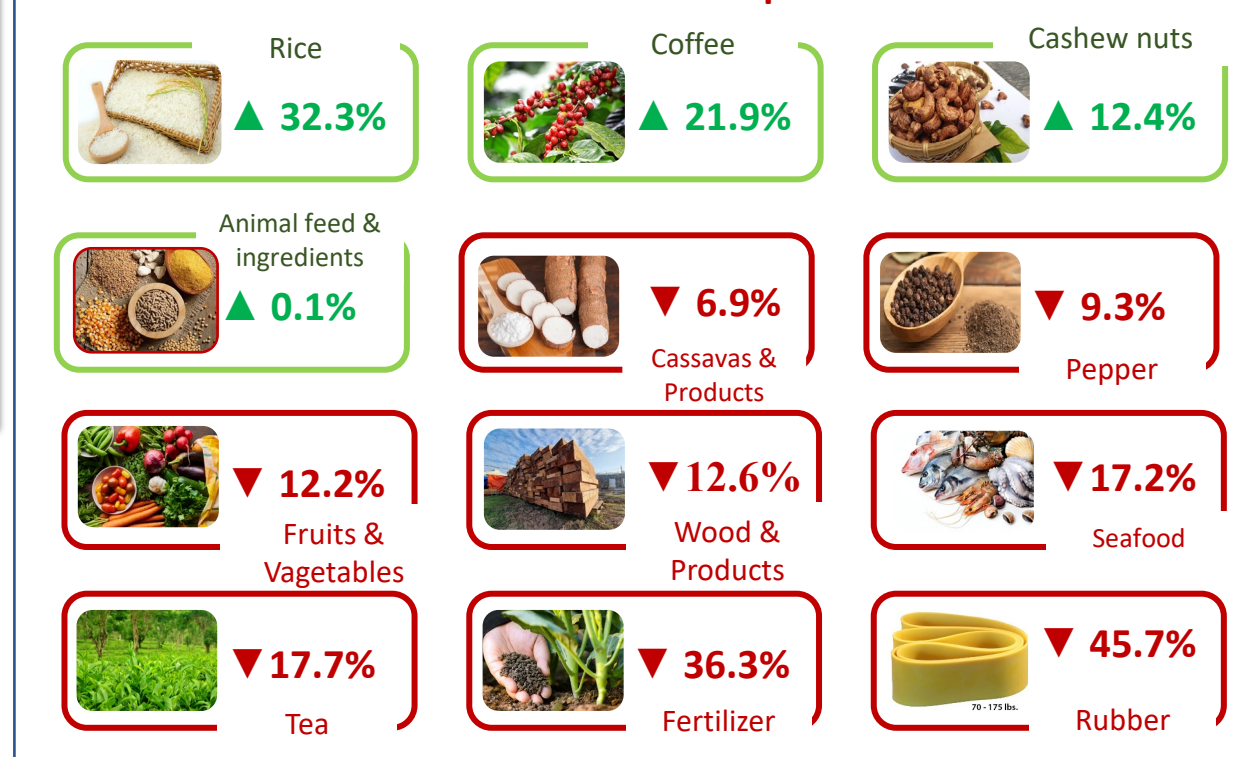 Rice
▲ 32.3%
Coffee
▲ 21.9%
Cashew nuts
▲ 12.4%
Animal feed &
ingredients
▲ 0.1%
▼ 6.9%
Cassavas &
Products
▼ 9.3%
Pepper
▼ 12.2%
Fruits &
Vagetables
▼12.6%
Wood &
Products
▼17.2%
Seafood
▼17.7%
Tea
▼ 36.3%
Fertilizer
▼ 45.7%
70 - 175 lbs.
Rubber